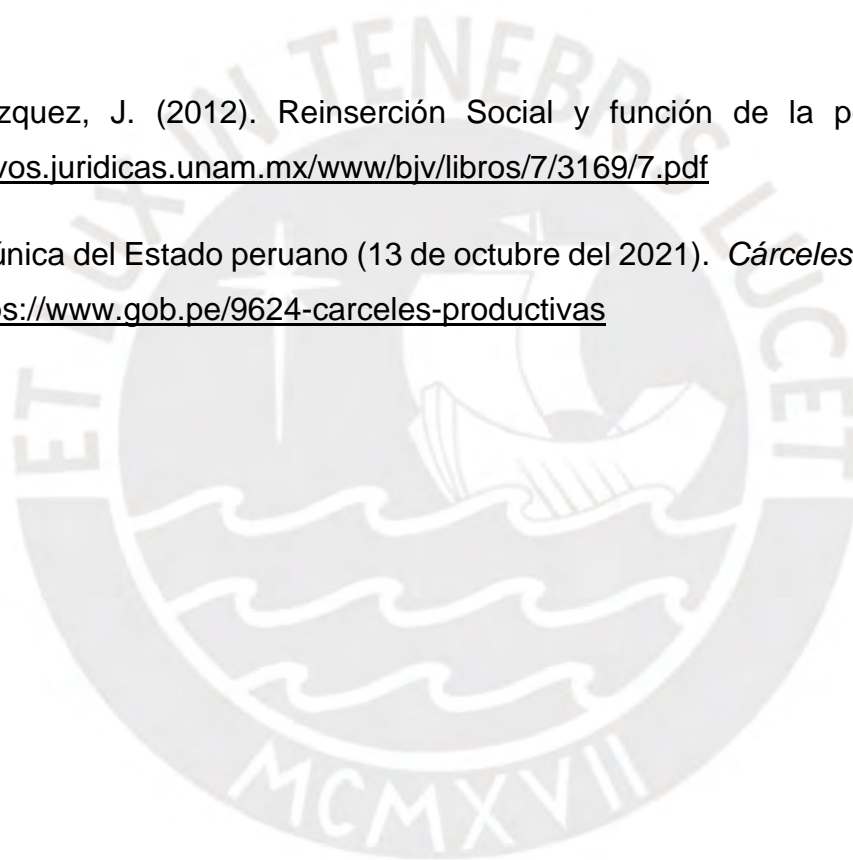 zquez, J. (2012). Reinserción Social y función de la p
vos.juridicas.unam.mx/www/bjv/libros/7/3169/7.pdf
única del Estado peruano (13 de octubre del 2021). Cárceles
s://www.gob.pe/9624-carceles-productivas
ET LUX IN TENEBRIS LUCET
MCMXVII